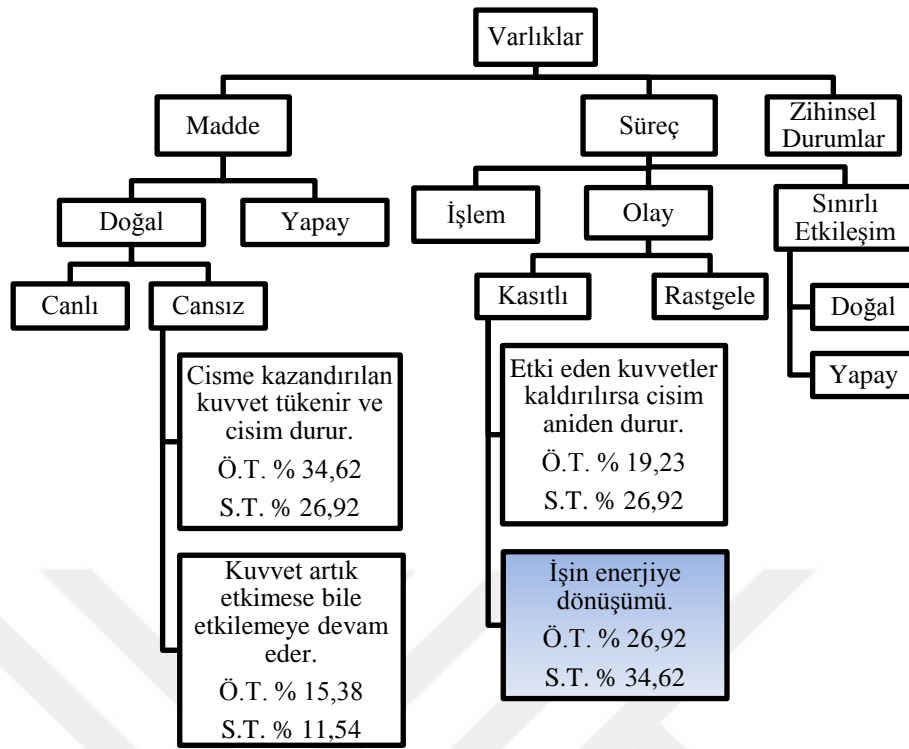 Varlıklar
Madde
Süreç
Zihinsel
Durumlar
Doğal
Yapay
İşlem
Olay
Sınırlı
Etkileşim
Canlı
Cansız
Kasıtlı
Rastgele
Doğal
Yapay
Cisme kazandırılan
kuvvet tükenir ve
cisim durur.
Ö.T. % 34,62
S.T. % 26,92
Etki eden kuvvetler
kaldırılırsa cisim
aniden durur.
Ö.T. % 19,23
S.T. % 26,92
Kuvvet artık
etkimese bile
etkilemeye devam
eder.
Ö.T. % 15,38
S.T. % 11,54
İşin enerjiye
dönüşümü.
Ö.T. % 26,92
S.T. % 34,62